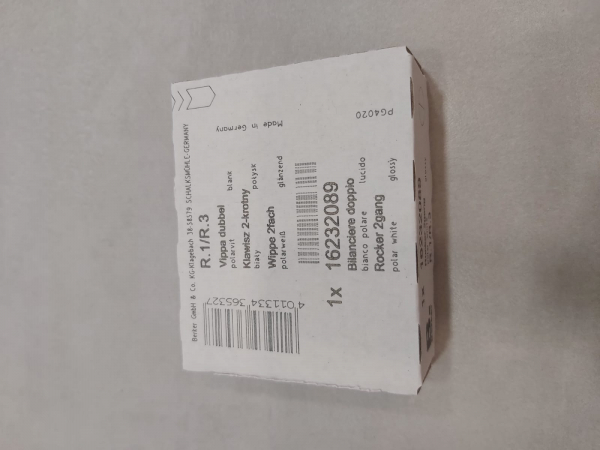 Berker GmbH & Co. KG·Klagebach 38·58579 SCHALKSMÜHLE·GERMANY
R.1/R.3
Vippa dubbel
polarvit blank
Klawisz 2-krotny
biały połysk
Wippe 2fach
polarweiß glänzend
Made in Germany
4 011334 365327
1x 16232089
Bilanciere doppio
bianco polare lucido
Rocker 2gang
polar white glossy
PG4020
1x 16232089